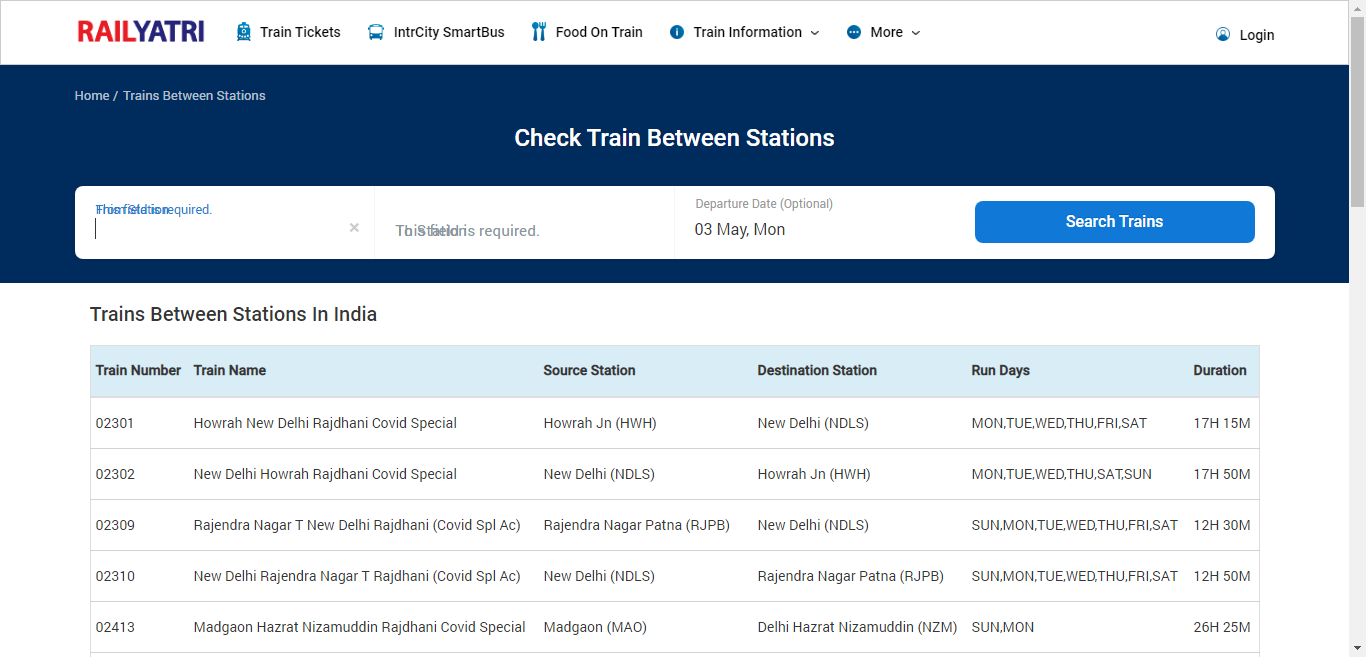 RAILYATRI Train Tickets IntrCity SmartBus Food On Train Train Information More Login
Home / Trains Between Stations
Check Train Between Stations
From Station
This field is required.
To Station
This field is required.
Departure Date (Optional)
03 May, Mon
Search Trains
Trains Between Stations In India
Train Number Train Name Source Station Destination Station Run Days Duration
02301 Howrah New Delhi Rajdhani Covid Special Howrah Jn (HWH) New Delhi (NDLS) MON,TUE,WED,THU,FRI,SAT 17H 15M
02302 New Delhi Howrah Rajdhani Covid Special New Delhi (NDLS) Howrah Jn (HWH) MON,TUE,WED,THU,SAT,SUN 17H 50M
02309 Rajendra Nagar T New Delhi Rajdhani (Covid Spl Ac) Rajendra Nagar Patna (RJPB) New Delhi (NDLS) SUN,MON,TUE,WED,THU,FRI,SAT 12H 30M
02310 New Delhi Rajendra Nagar T Rajdhani (Covid Spl Ac) New Delhi (NDLS) Rajendra Nagar Patna (RJPB) SUN,MON,TUE,WED,THU,FRI,SAT 12H 50M
02413 Madgaon Hazrat Nizamuddin Rajdhani Covid Special Madgaon (MAO) Delhi Hazrat Nizamuddin (NZM) SUN,MON 26H 25M